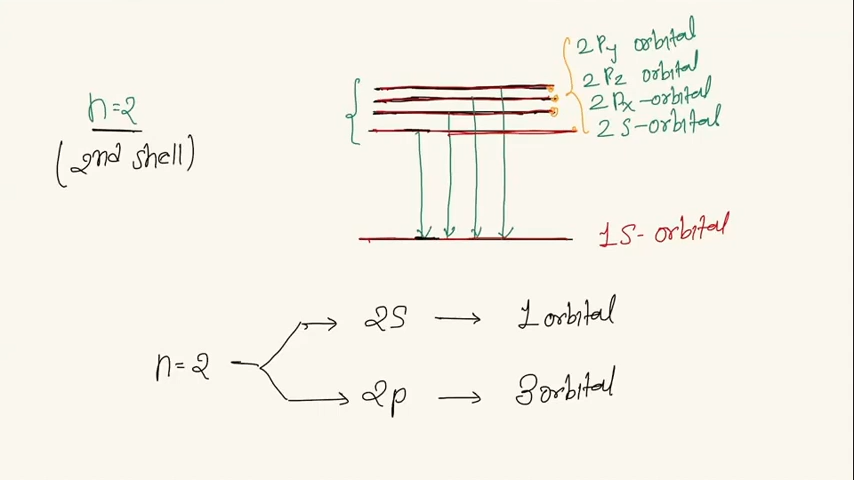 2Py orbital
2Pz orbital
2Px-orbital
2S-orbital
n=2
(2nd shell)
1S-orbital
n=2
2S → 1 orbital
2p → 3 orbital